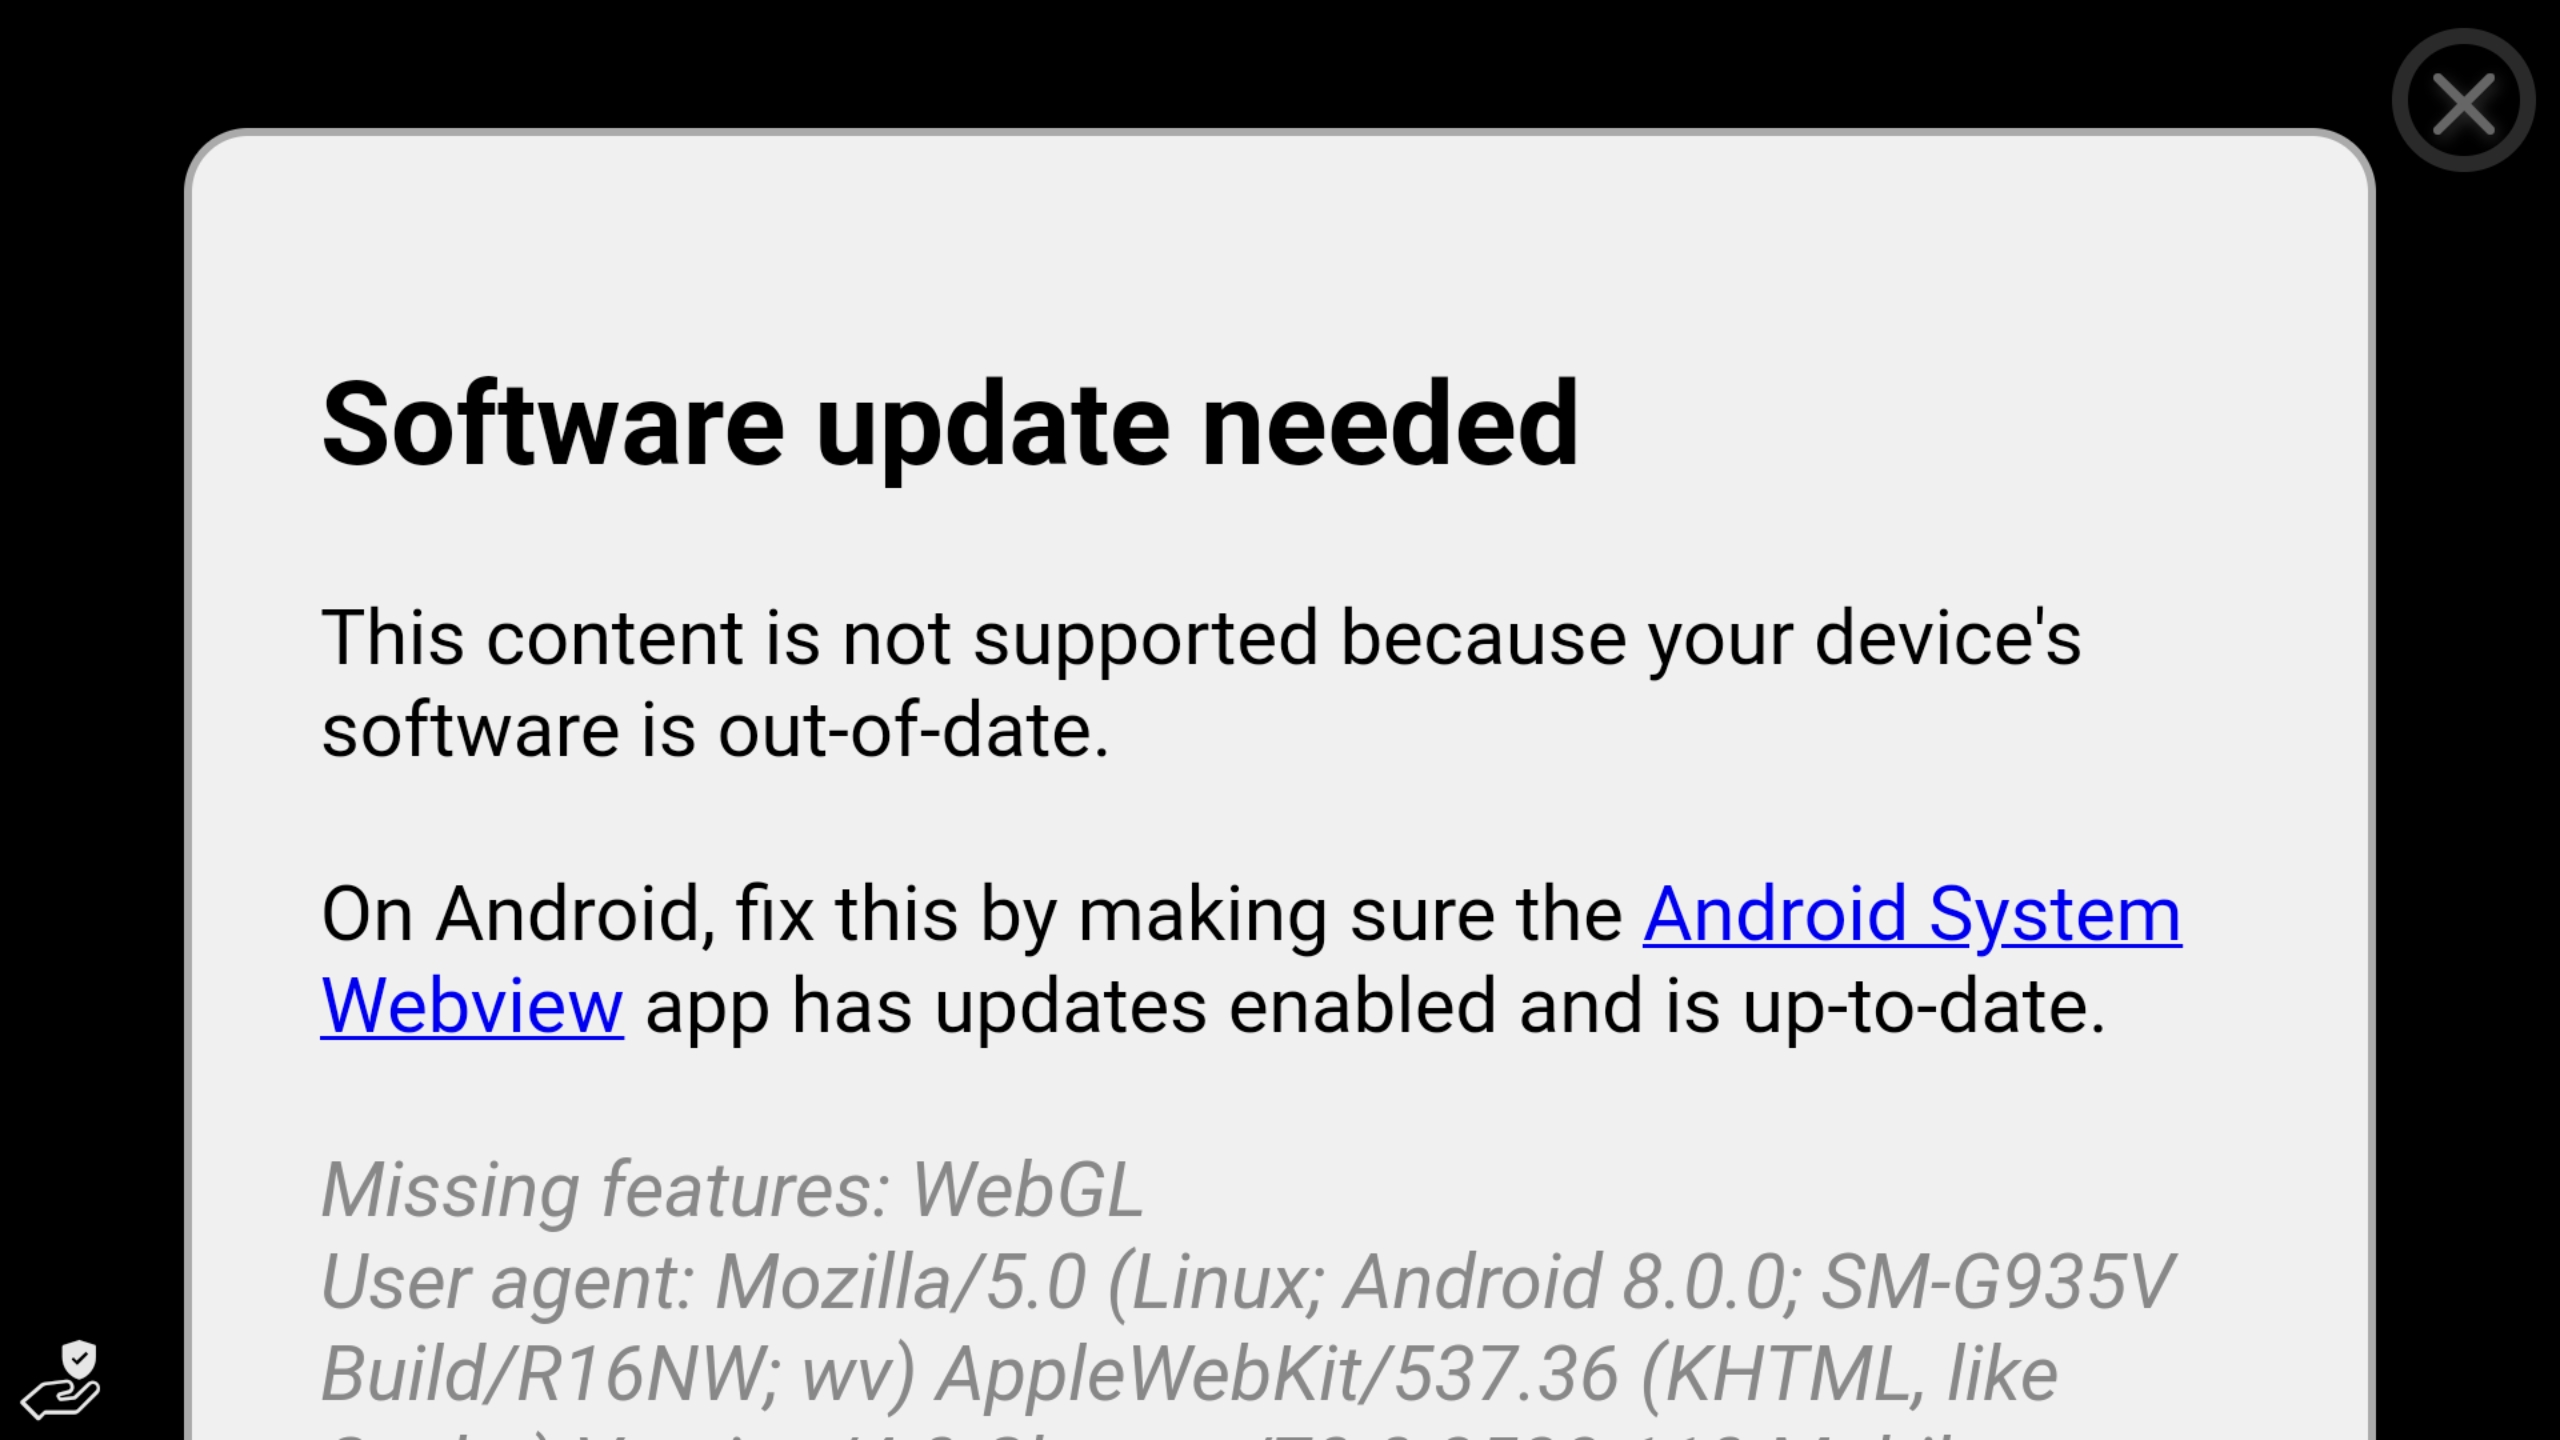 Software update needed
This content is not supported because your device's
software is out-of-date.
On Android, fix this by making sure the Android System
Webview app has updates enabled and is up-to-date.
Missing features: WebGL
User agent: Mozilla/5.0 (Linux; Android 8.0.0; SM-G935V
Build/R16NW; wv) AppleWebKit/537.36 (KHTML, like